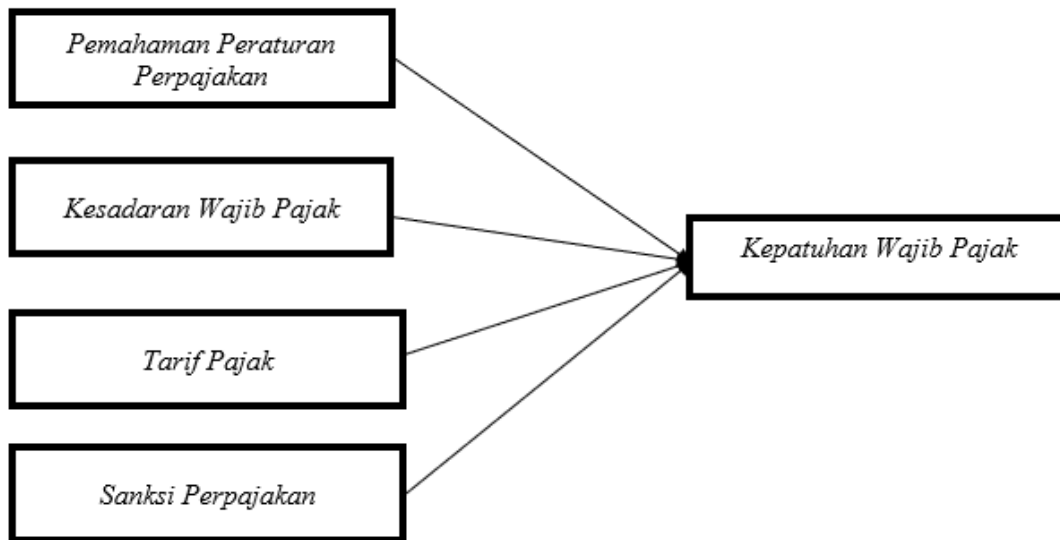 Pemahaman Peraturan
Perpajakan
Kesadaran Wajib Pajak
Kepatuhan Wajib Pajak
Tarif Pajak
Sanksi Perpajakan